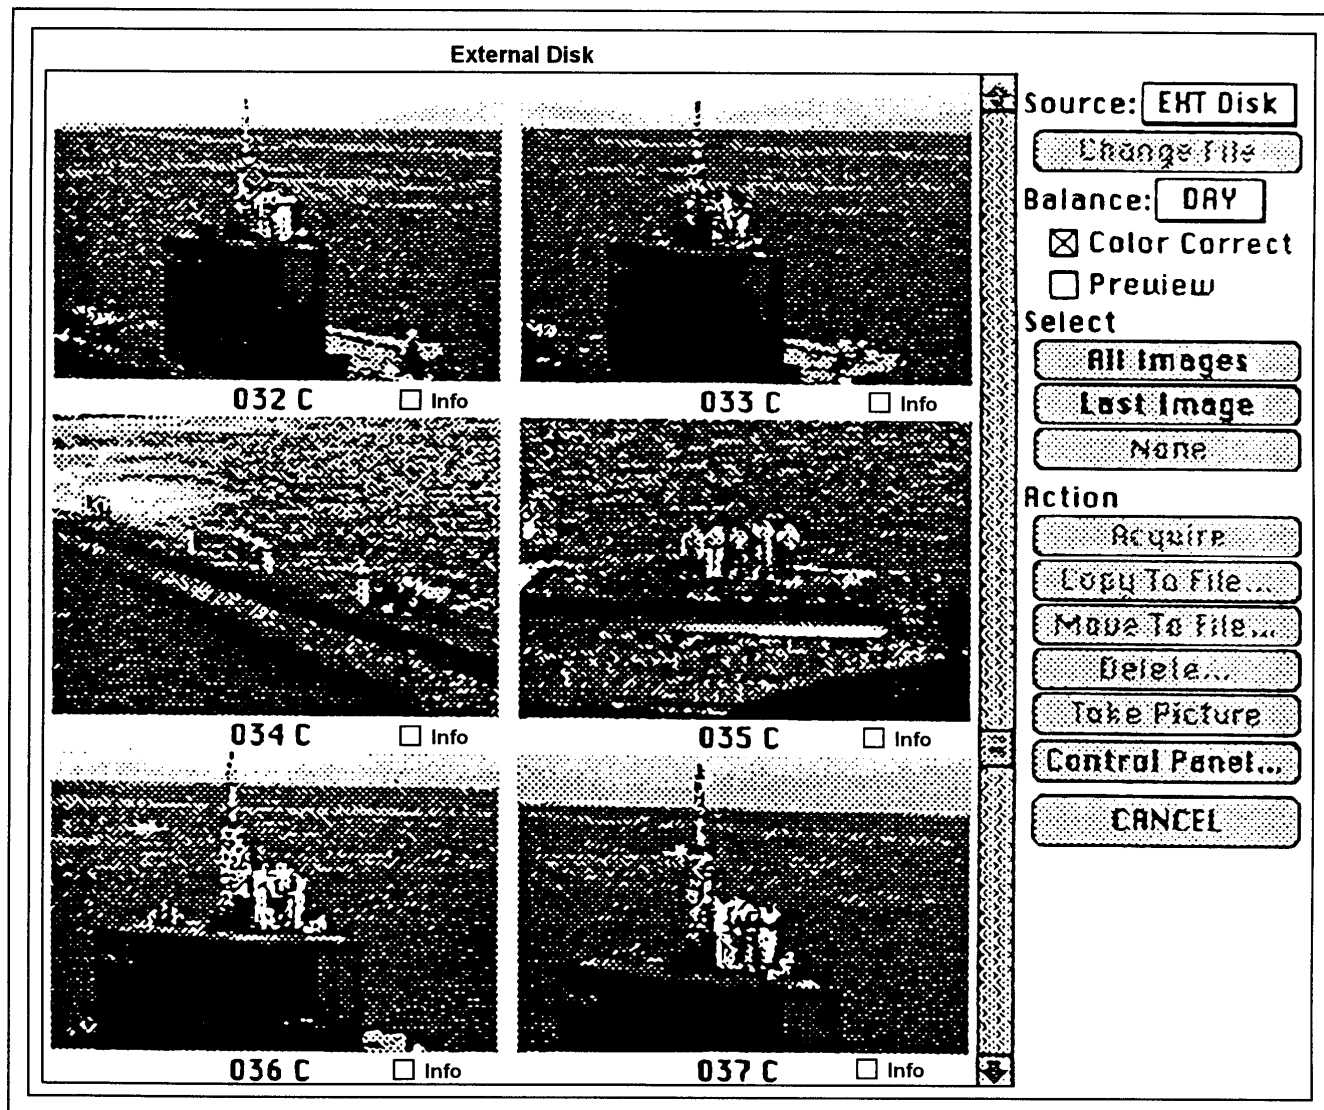 External Disk
032 C Info
033 C Info
034 C Info
035 C Info
036 C Info
037 C Info
Source: EXT Disk
Change File
Balance: DAY
Color Correct
Preview
Select
All Images
Last Image
None
Action
Acquire
Copy To File...
Move To File...
Delete...
Take Picture
Control Panel...
CANCEL